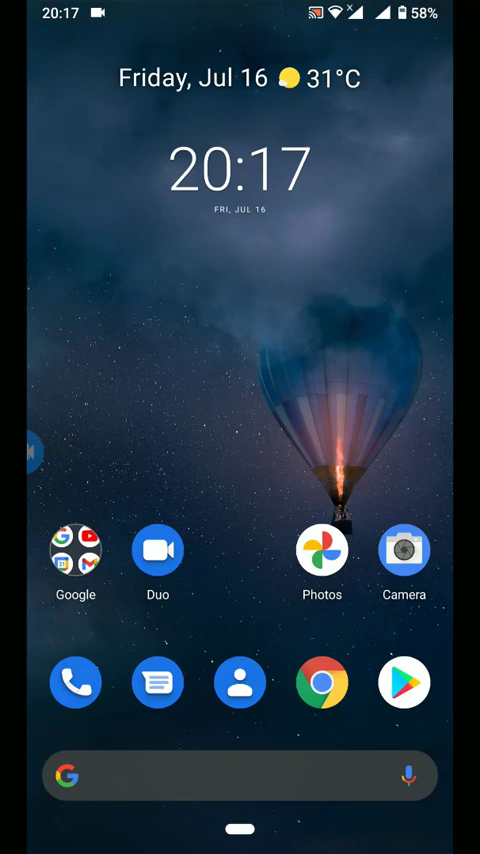 20:17
58%
Friday, Jul 16 31°C
20:17
FRI, JUL 16
Google
Duo
Photos
Camera